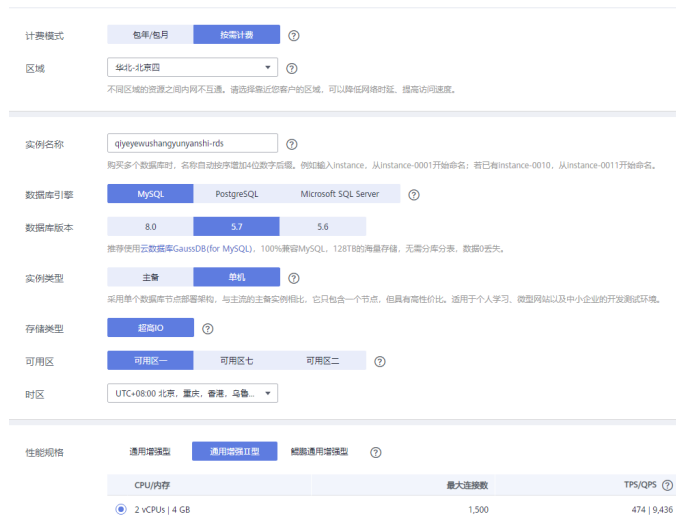 计费模式 包年/包月 按需计费
区域 华北-北京四
不同区域的资源之间内网不互通。请选择靠近您客户的区域，可以降低网络时延、提高访问速度。
实例名称 qiyeyewushangyunyanshi-rds
购买多个数据库时，名称自动按序增加4位数字后缀。例如输入instance，从instance-0001开始命名；若已有instance-0010，从instance-0011开始命名。
数据库引擎 MySQL PostgreSQL Microsoft SQL Server
数据库版本 8.0 5.7 5.6
推荐使用云数据库GaussDB(for MySQL)，100%兼容MySQL，128TB的海量存储，无需分库分表，数据0丢失。
实例类型 主备 单机
采用单个数据库节点部署架构，与主流的主备实例相比，它只包含一个节点，但具有高性价比。适用于个人学习、微型网站以及中小企业的开发测试环境。
存储类型 超高IO
可用区 可用区一 可用区七 可用区二
时区 UTC+08:00 北京，重庆，香港，乌鲁...
性能规格 通用增强型 通用增强II型 鲲鹏通用增强型
CPU/内存 最大连接数 TPS/QPS
2 vCPUs | 4 GB 1,500 474 | 9,436